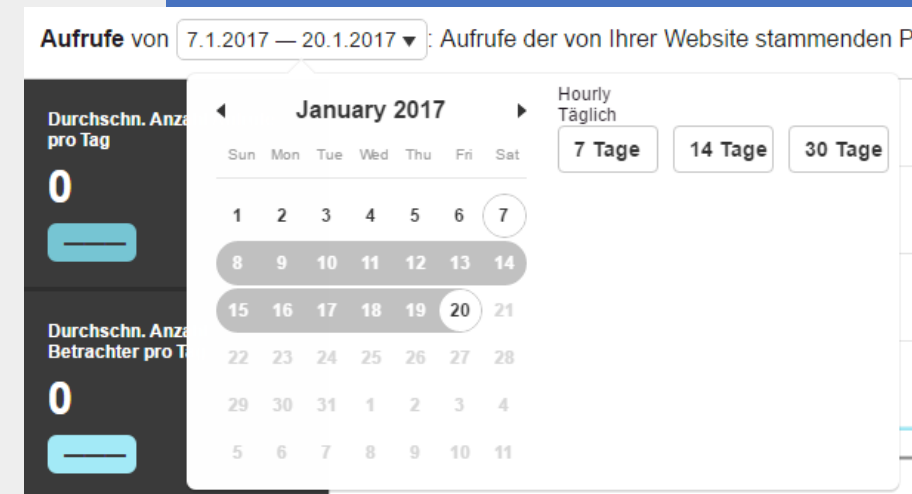 Aufrufe von 7.1.2017 — 20.1.2017 ▼ : Aufrufe der von Ihrer Website stammenden P
Durchschn. Anza
pro Tag
0
Durchschn. Anza
Betrachter pro T
0
January 2017
Sun Mon Tue Wed Thu Fri Sat
1 2 3 4 5 6 7
8 9 10 11 12 13 14
15 16 17 18 19 20 21
22 23 24 25 26 27 28
29 30 31 1 2 3 4
5 6 7 8 9 10 11
Hourly
Täglich
7 Tage 14 Tage 30 Tage